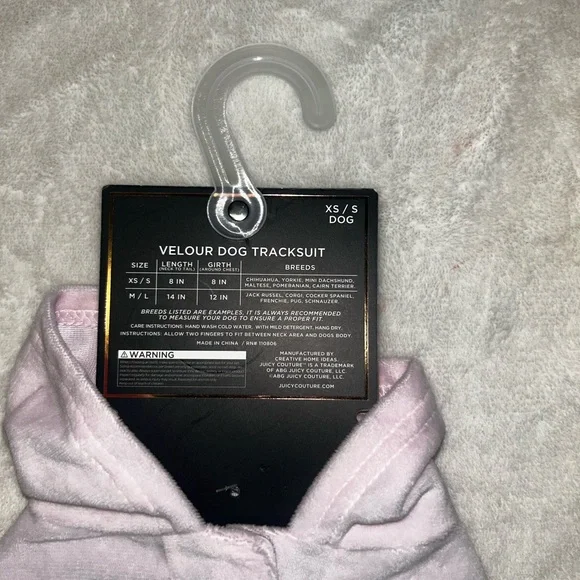 XS / S
DOG
VELOUR DOG TRACKSUIT
SIZE LENGTH (NECK TO TAIL) GIRTH (AROUND CHEST) BREEDS
XS / S 8 IN 8 IN CHIHUAHUA, YORKIE, MINI DACHSHUND, MALTESE, POMERANIAN, CAIRN TERRIER.
M / L 14 IN 12 IN JACK RUSSEL, CORGI, COCKER SPANIEL, FRENCHIE, PUG, SCHNAUZER.
BREEDS LISTED ARE EXAMPLES, IT IS ALWAYS RECOMMENDED
TO MEASURE YOUR DOG TO ENSURE A PROPER FIT.
CARE INSTRUCTIONS: HAND WASH COLD WATER, WITH MILD DETERGENT, HANG DRY.
INSTRUCTIONS: ALLOW TWO FINGERS TO FIT BETWEEN NECK AREA AND DOGS BODY.
MADE IN CHINA / RN# 110806
WARNING
MANUFACTURED BY
CREATIVE HOME IDEAS.
JUICY COUTURE™ IS A TRADEMARK
OF ABG JUICY COUTURE, LLC.
©ABG JUICY COUTURE, LLC.
JUICYCOUTURE.COM